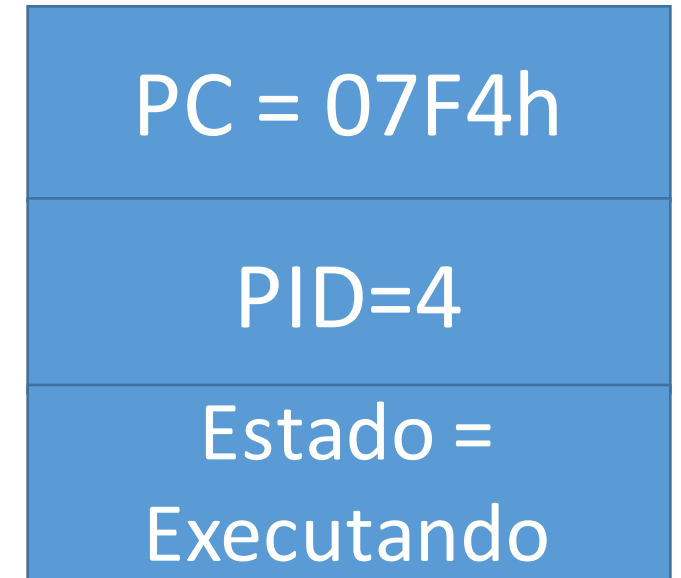 PC = 07F4h
PID=4
Estado =
Executando